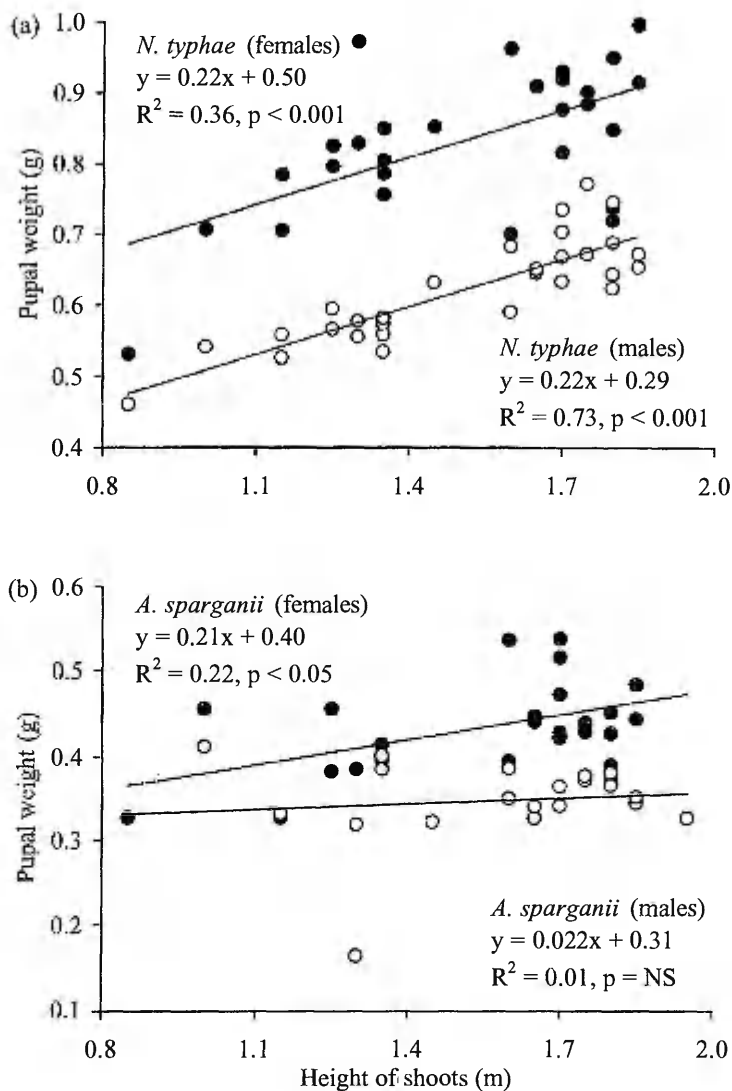 (a)
1.0
0.9
0.8
0.7
0.6
0.5
0.4
Pupal weight (g)
N. typhae (females)
y = 0.22x + 0.50
R² = 0.36, p < 0.001
N. typhae (males)
y = 0.22x + 0.29
R² = 0.73, p < 0.001
0.8 1.1 1.4 1.7 2.0
(b)
0.6
0.5
0.4
0.3
0.2
0.1
Pupal weight (g)
A. sparganii (females)
y = 0.21x + 0.40
R² = 0.22, p < 0.05
A. sparganii (males)
y = 0.022x + 0.31
R² = 0.01, p = NS
0.8 1.1 1.4 1.7 2.0
Height of shoots (m)